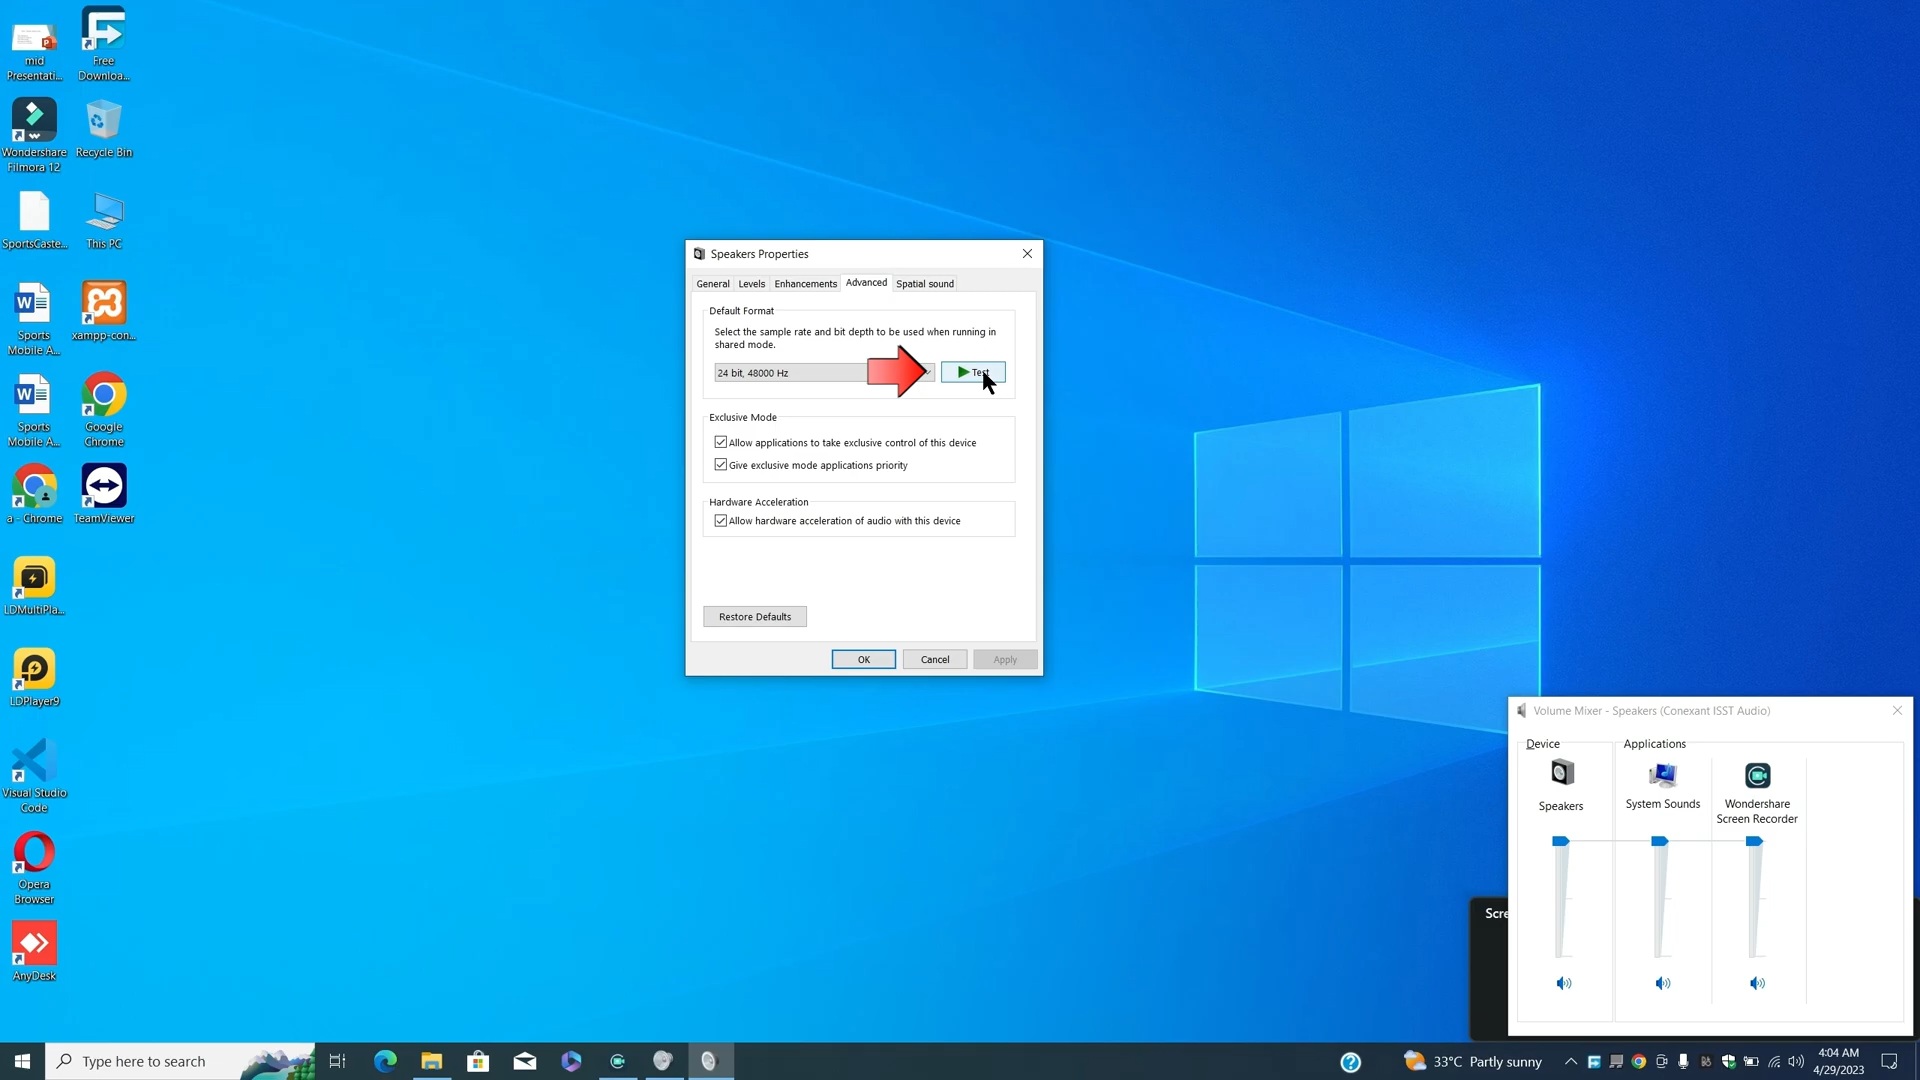 mid
Presentati...
Free
Downloa...
Wondershare
Filmora 12
Recycle Bin
SportsCaste...
This PC
Sports
Mobile A...
xampp-con...
Sports
Mobile A...
Google
Chrome
a - Chrome
TeamViewer
LDMultiPla...
LDPlayer9
Visual Studio
Code
Opera
Browser
AnyDesk
Speakers Properties
General
Levels
Enhancements
Advanced
Spatial sound
Default Format
Select the sample rate and bit depth to be used when running in
shared mode.
24 bit, 48000 Hz
Test
Exclusive Mode
Allow applications to take exclusive control of this device
Give exclusive mode applications priority
Hardware Acceleration
Allow hardware acceleration of audio with this device
Restore Defaults
OK
Cancel
Apply
Volume Mixer - Speakers (Conexant ISST Audio)
Device
Applications
Speakers
System Sounds
Wondershare
Screen Recorder
Scre
Type here to search
33°C Partly sunny
4:04 AM
4/29/2023